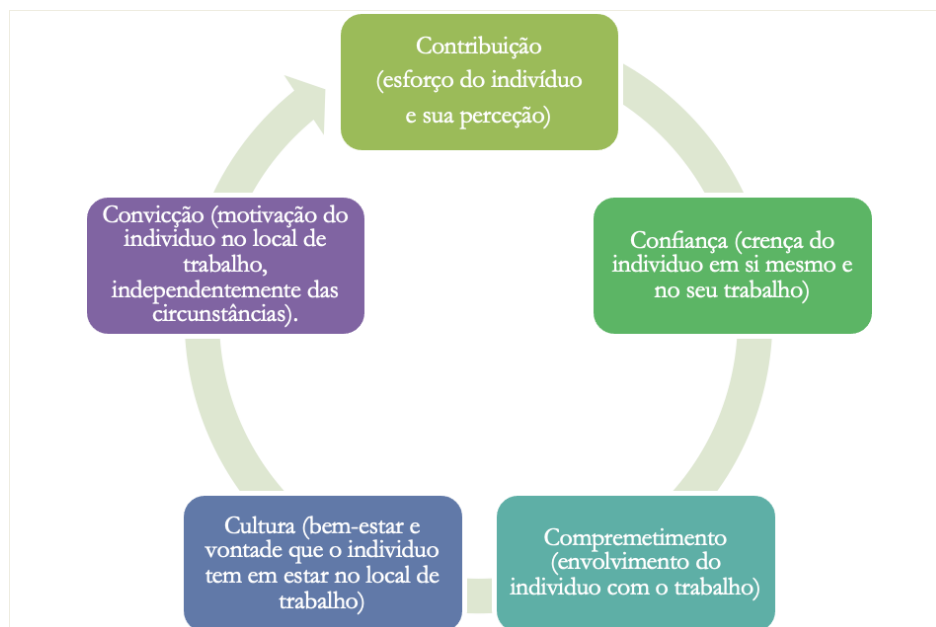 Contribuição
(esforço do indivíduo
e sua perceção)
Confiança (crença do
individuo em si mesmo e
no seu trabalho)
Compremetimento
(envolvimento do
individuo com o trabalho)
Cultura (bem-estar e
vontade que o individuo
tem em estar no local de
trabalho)
Convicção (motivação do
individuo no local de
trabalho,
independentemente das
circunstâncias).